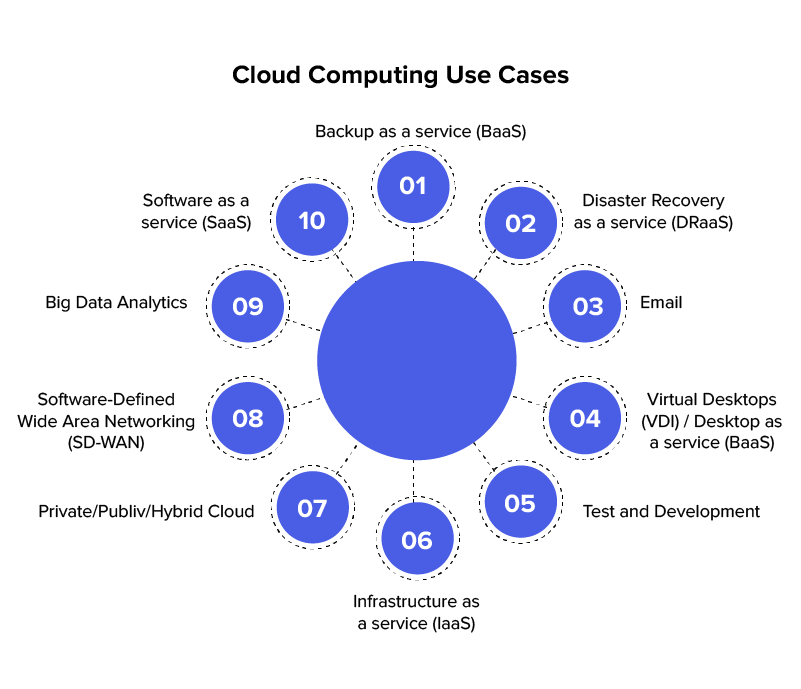 Cloud Computing Use Cases
Backup as a service (BaaS)
01
02
Disaster Recovery
as a service (DRaaS)
03
Email
04
Virtual Desktops
(VDI) / Desktop as
a service (BaaS)
05
Test and Development
06
Infrastructure as
a service (IaaS)
07
Private/Publiv/Hybrid Cloud
08
Software-Defined
Wide Area Networking
(SD-WAN)
09
Big Data Analytics
10
Software as a
service (SaaS)